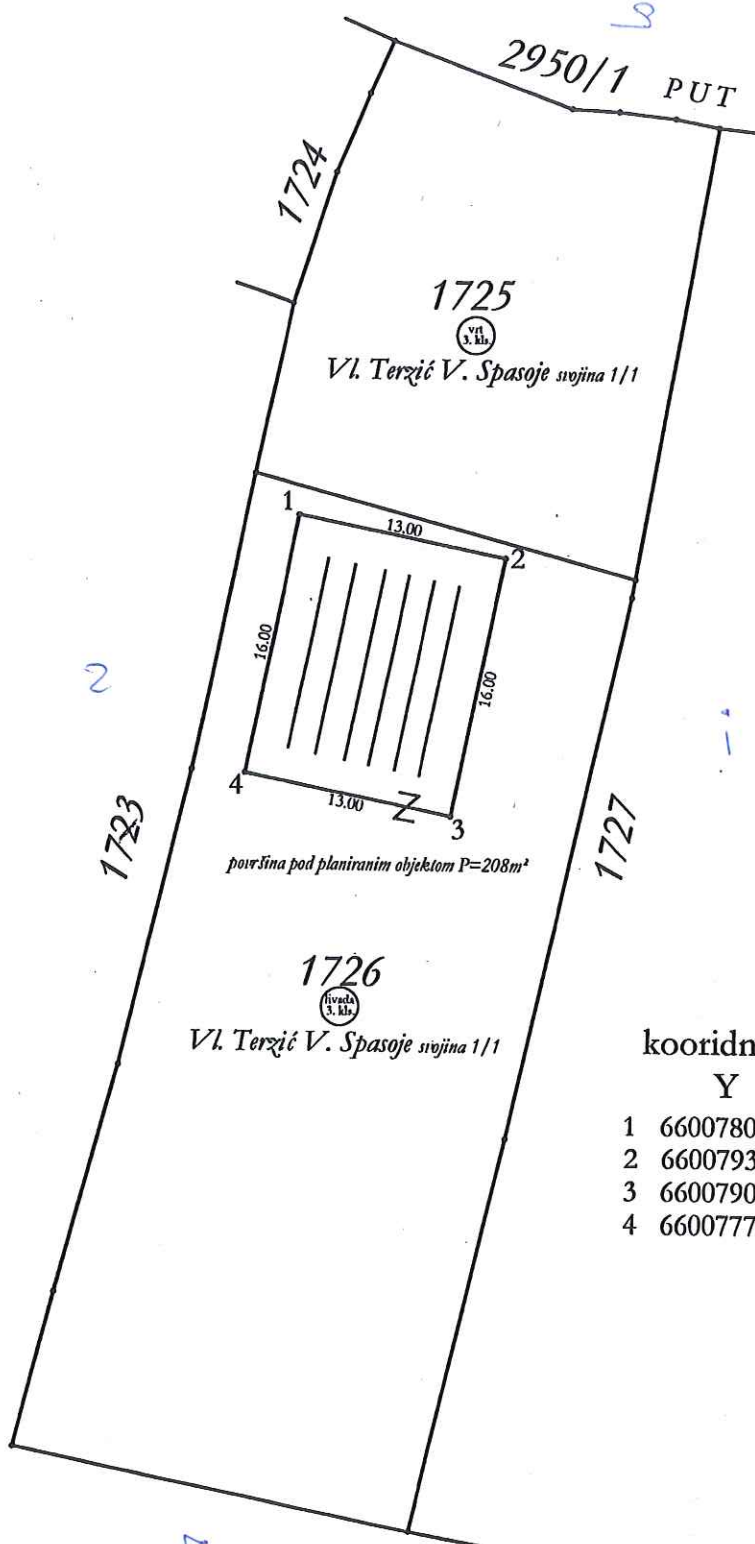 2950/1 PUT
1724
1725
vrt
3. kls.
Vl. Terzić V. Spasoje svojina 1/1
1
13.00
2
16.00
16.00
4
13.00
3
1723
1727
površina pod planiranim objektom P=208m²
1726
livada
3. kls.
Vl. Terzić V. Spasoje svojina 1/1
kooridn
Y
1 6600780
2 6600793
3 6600790
4 6600777